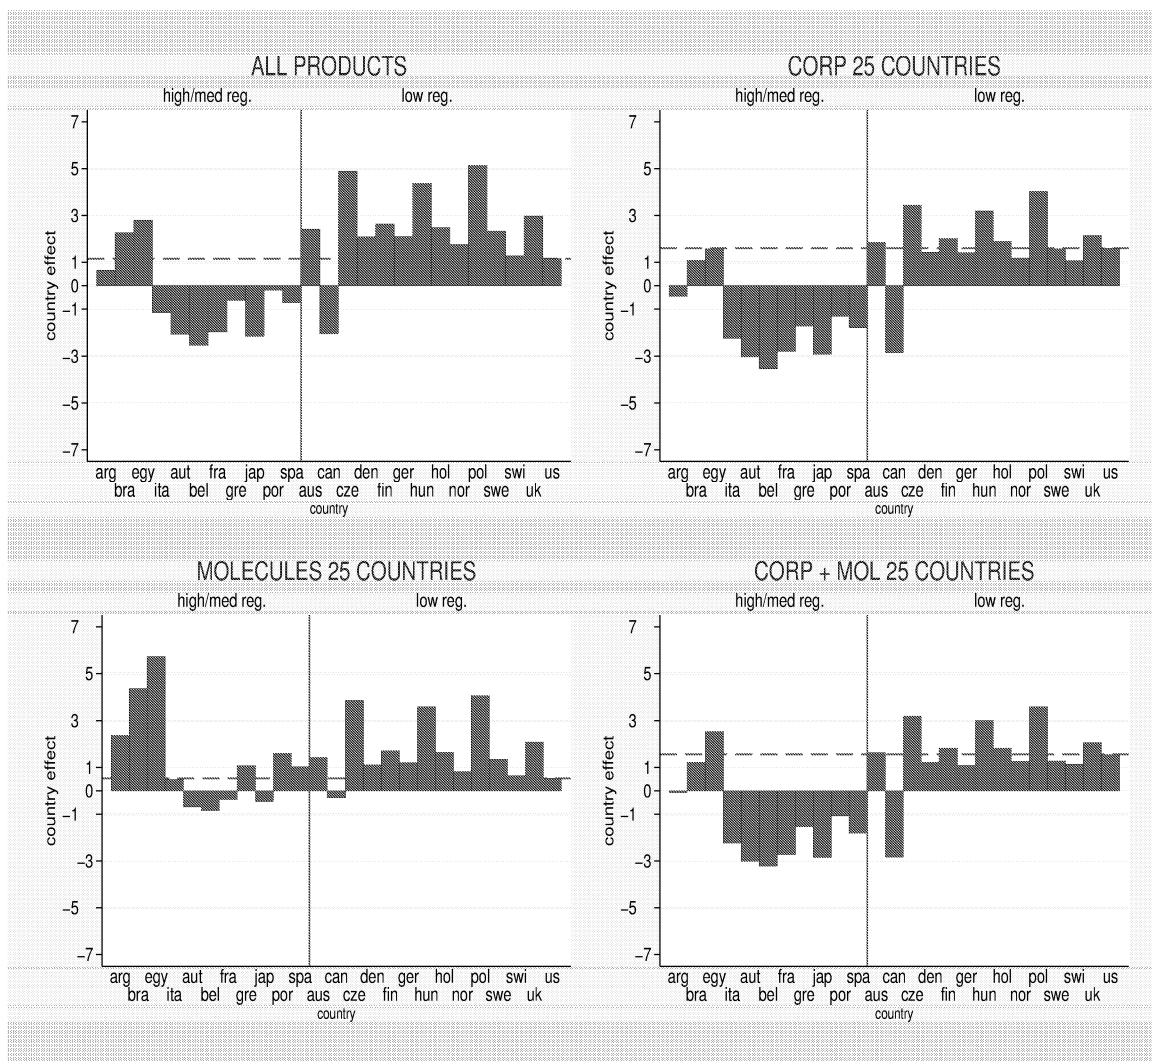 ALL PRODUCTS
high/med reg. low reg.
country effect
7
5
3
1
0
−1
−3
−5
−7
arg egy aut fra jap spa can den ger hol pol swi us
bra ita bel gre por aus cze fin hun nor swe uk
country
CORP 25 COUNTRIES
high/med reg. low reg.
country effect
7
5
3
1
0
−1
−3
−5
−7
arg egy aut fra jap spa can den ger hol pol swi us
bra ita bel gre por aus cze fin hun nor swe uk
country
MOLECULES 25 COUNTRIES
high/med reg. low reg.
country effect
7
5
3
1
0
−1
−3
−5
−7
arg egy aut fra jap spa can den ger hol pol swi us
bra ita bel gre por aus cze fin hun nor swe uk
country
CORP + MOL 25 COUNTRIES
high/med reg. low reg.
country effect
7
5
3
1
0
−1
−3
−5
−7
arg egy aut fra jap spa can den ger hol pol swi us
bra ita bel gre por aus cze fin hun nor swe uk
country